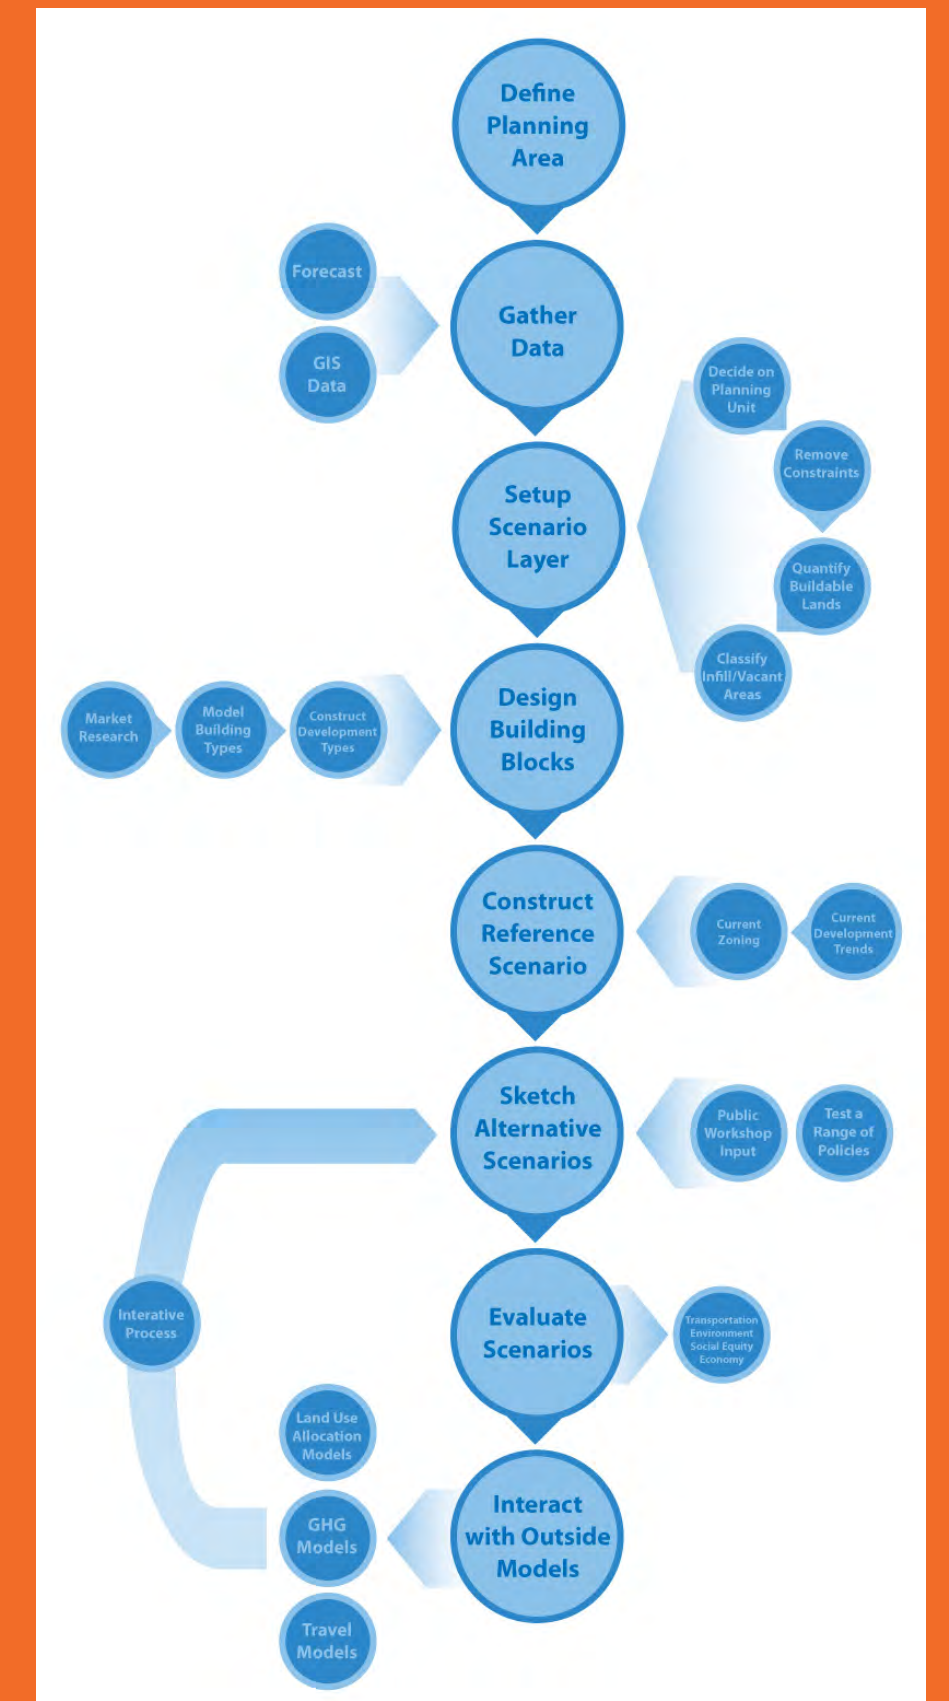 Define
Planning
Area
Forecast
GIS
Data
Gather
Data
Decide on
Planning
Unit
Remove
Constraints
Quantify
Buildable
Lands
Classify
Infill/Vacant
Areas
Setup
Scenario
Layer
Market
Research
Model
Building
Types
Construct
Development
Types
Design
Building
Blocks
Construct
Reference
Scenario
Current
Zoning
Current
Development
Trends
Sketch
Alternative
Scenarios
Public
Workshop
Input
Test a
Range of
Policies
Interative
Process
Evaluate
Scenarios
Transportation
Environment
Social Equity
Economy
Land Use
Allocation
Models
GHG
Models
Travel
Models
Interact
with Outside
Models